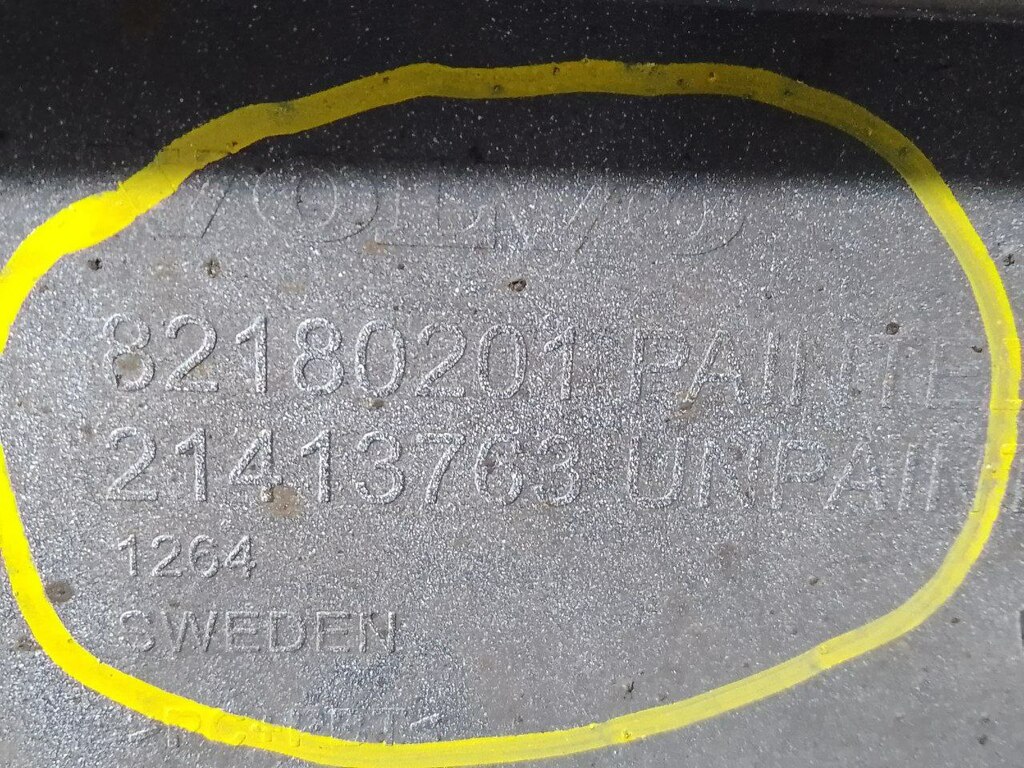 VOLVO
82180201 PAINTE
21413763 UNPAIN
1264
SWEDEN